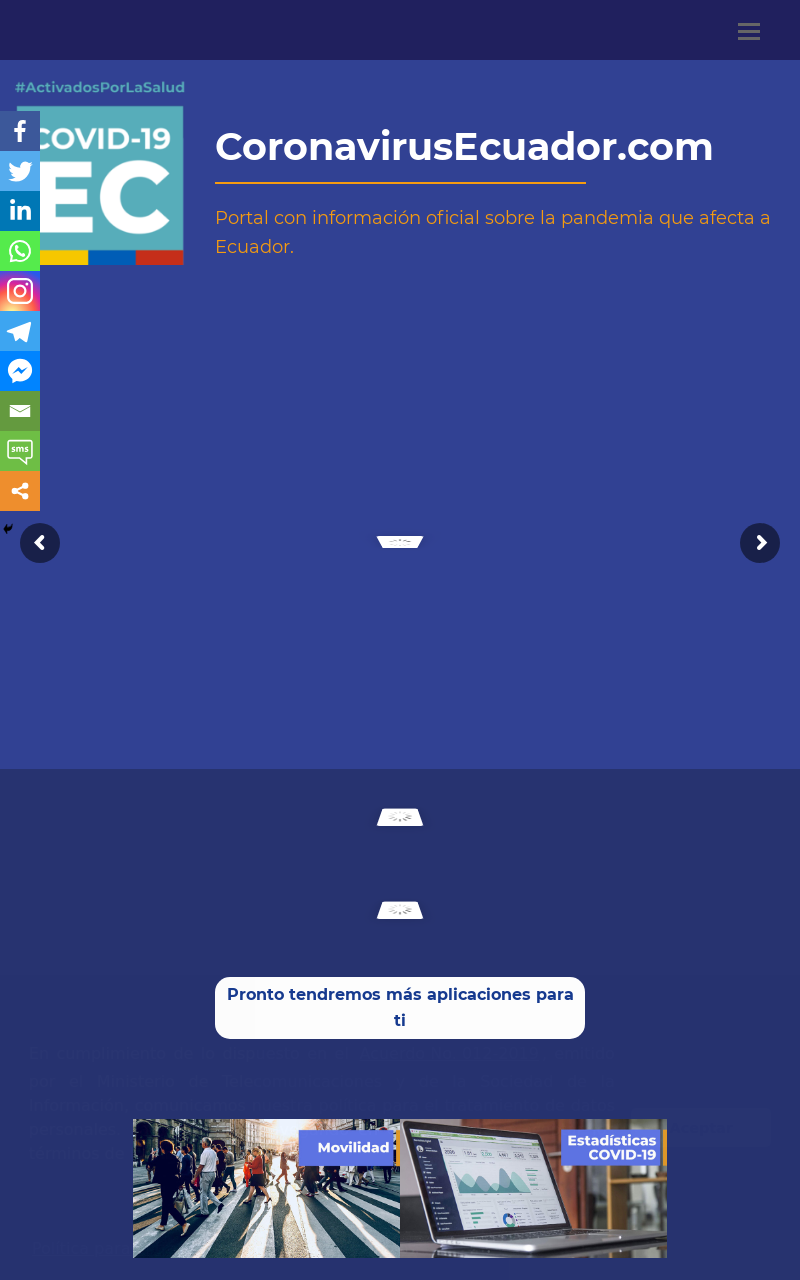 #ActivadosPorLaSalud
COVID-19
EC
CoronavirusEcuador.com
Portal con información oficial sobre la pandemia que afecta a
Ecuador.
sms
Pronto tendremos más aplicaciones para
ti
Movilidad
Estadísticas
COVID-19